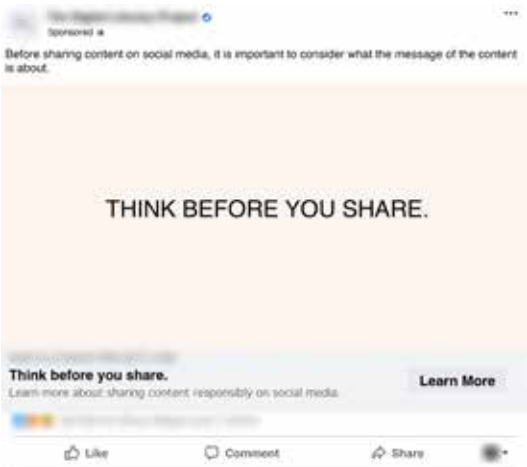 Sponsored
Before sharing content on social media, it is important to consider what the message of the content
is about.
THINK BEFORE YOU SHARE.
Think before you share.
Learn more about sharing content responsibly on social media.
Learn More
Like
Comment
Share